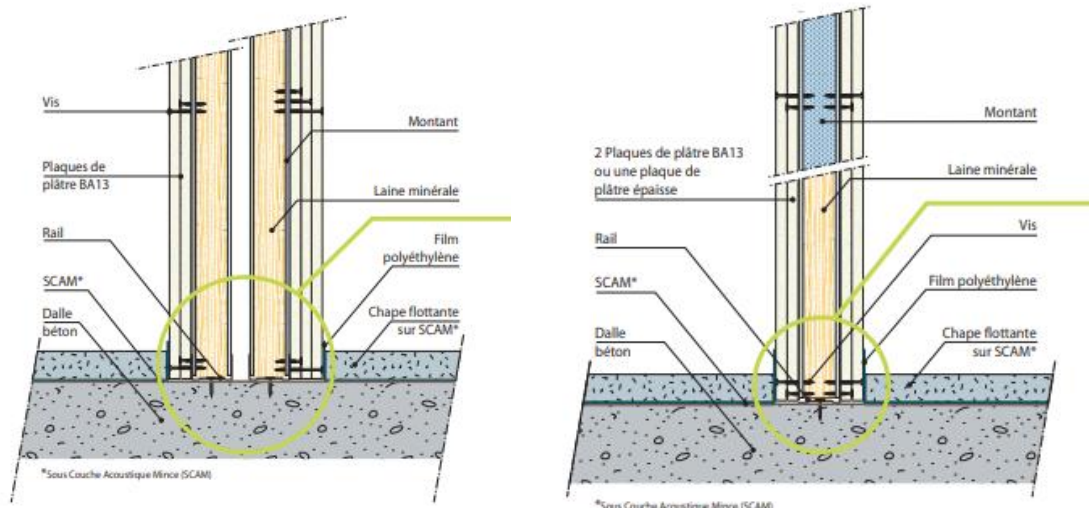 Vis
Plaques de
plâtre BA13
Rail
SCAM*
Dalle
béton
Montant
Laine minérale
Film
polyéthylène
Chape flottante
sur SCAM*
*Sous Couche Acoustique Mince (SCAM)
2 Plaques de plâtre BA13
ou une plaque de
plâtre épaisse
Rail
SCAM*
Dalle
béton
Montant
Laine minérale
Vis
Film polyéthylène
Chape flottante
sur SCAM*
*Sous Couche Acoustique Mince (SCAM)